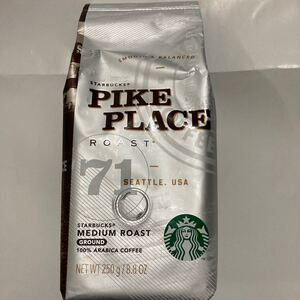 SMOOTH & BALANCED
STARBUCKS®
PIKE
PLACE
ROAST®
71
SEATTLE, USA
STARBUCKS®
MEDIUM ROAST
GROUND
100% ARABICA COFFEE
NET WT 250 g / 8.8 OZ